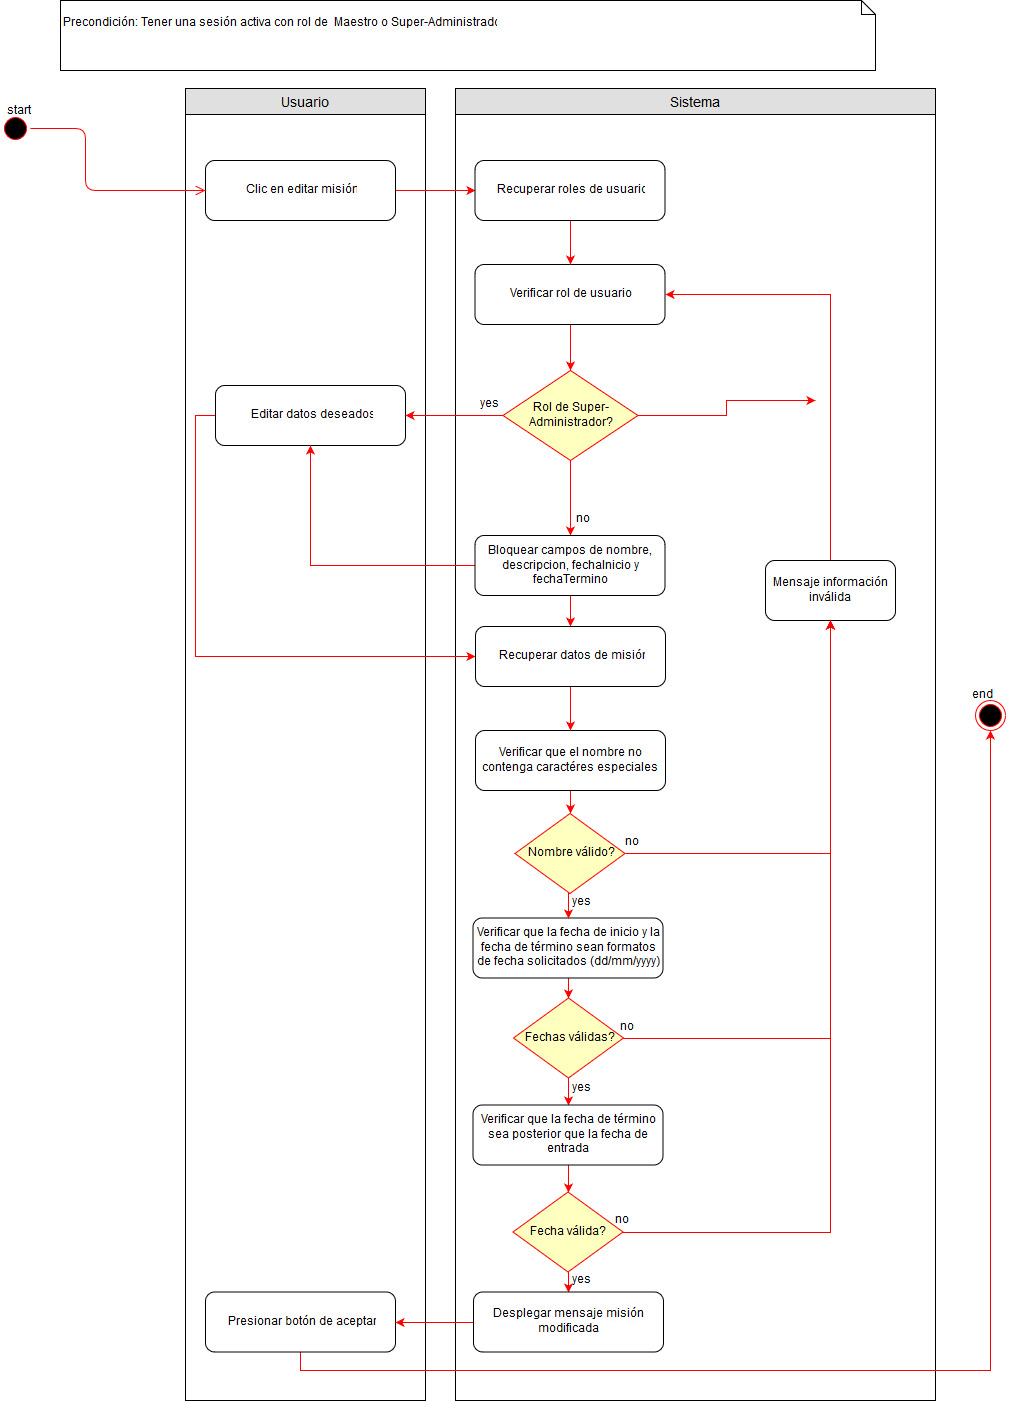 Precondición: Tener una sesión activa con rol de  Maestro o Super-Administrado
Usuario
Sistema
start
Clic en editar misión
Recuperar roles de usuario
Verificar rol de usuario
yes
Rol de Super-
Administrador?
Editar datos deseados
no
Bloquear campos de nombre,
descripcion, fechaInicio y
fechaTermino
Mensaje información
inválida
Recuperar datos de misión
end
Verificar que el nombre no
contenga caractéres especiales
Nombre válido?
no
yes
Verificar que la fecha de inicio y la
fecha de término sean formatos
de fecha solicitados (dd/mm/yyyy)
Fechas válidas?
no
yes
Verificar que la fecha de término
sea posterior que la fecha de
entrada
Fecha válida?
no
yes
Desplegar mensaje misión
modificada
Presionar botón de aceptar